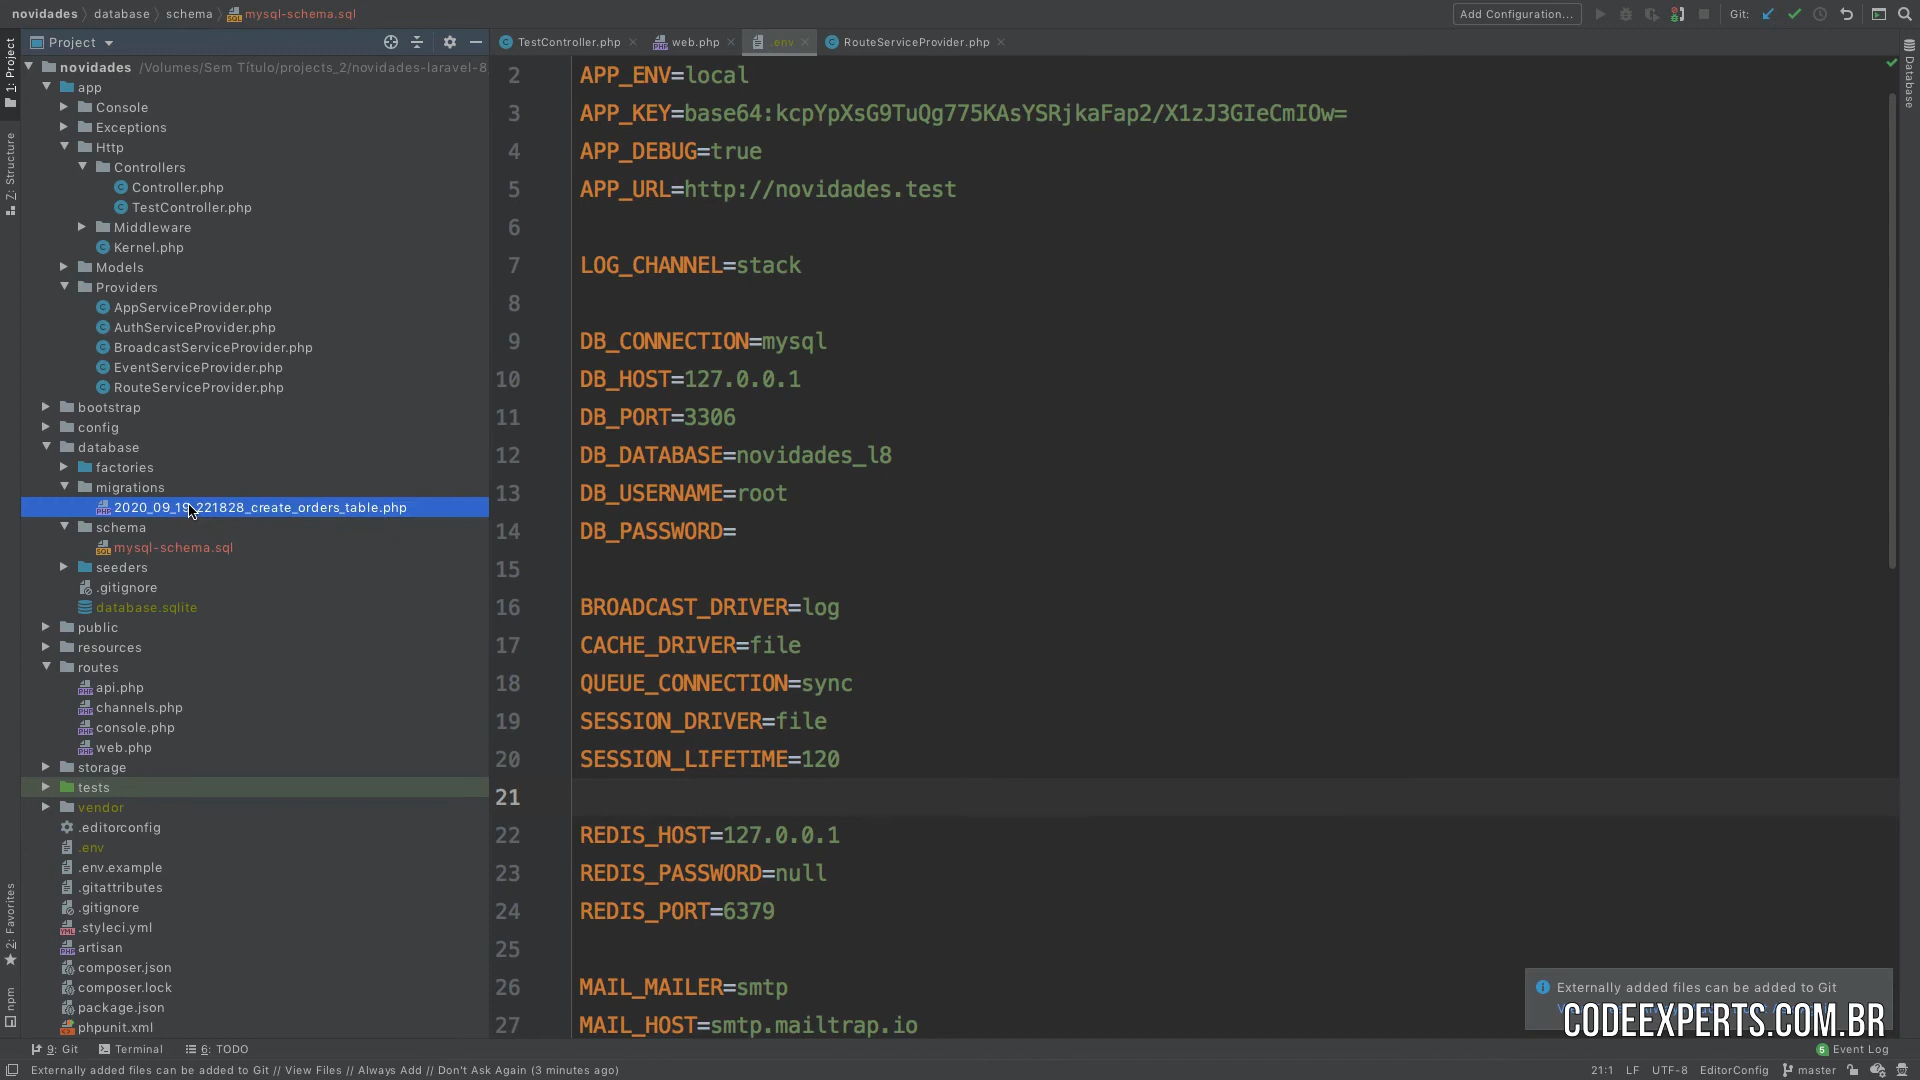 novidades database schema mysql-schema.sql
Add Configuration... Git:
Project
TestController.php web.php .env RouteServiceProvider.php
1: Project
Z: Structure
2: Favorites
npm
Database
novidades /Volumes/Sem Título/projects_2/novidades-laravel-8
app
Console
Exceptions
Http
Controllers
Controller.php
TestController.php
Middleware
Kernel.php
Models
Providers
AppServiceProvider.php
AuthServiceProvider.php
BroadcastServiceProvider.php
EventServiceProvider.php
RouteServiceProvider.php
bootstrap
config
database
factories
migrations
2020_09_19_221828_create_orders_table.php
schema
mysql-schema.sql
seeders
.gitignore
database.sqlite
public
resources
routes
api.php
channels.php
console.php
web.php
storage
tests
vendor
.editorconfig
.env
.env.example
.gitattributes
.gitignore
.styleci.yml
artisan
composer.json
composer.lock
package.json
phpunit.xml
2 APP_ENV=local
3 APP_KEY=base64:kcpYpXsG9TuQg775KAsYSRjkaFap2/X1zJ3GIeCmIOw=
4 APP_DEBUG=true
5 APP_URL=http://novidades.test
6
7 LOG_CHANNEL=stack
8
9 DB_CONNECTION=mysql
10 DB_HOST=127.0.0.1
11 DB_PORT=3306
12 DB_DATABASE=novidades_l8
13 DB_USERNAME=root
14 DB_PASSWORD=
15
16 BROADCAST_DRIVER=log
17 CACHE_DRIVER=file
18 QUEUE_CONNECTION=sync
19 SESSION_DRIVER=file
20 SESSION_LIFETIME=120
21
22 REDIS_HOST=127.0.0.1
23 REDIS_PASSWORD=null
24 REDIS_PORT=6379
25
26 MAIL_MAILER=smtp
27 MAIL_HOST=smtp.mailtrap.io
Externally added files can be added to Git
CODEEXPERTS.COM.BR
9: Git Terminal 6: TODO 5 Event Log
Externally added files can be added to Git // View Files // Always Add // Don't Ask Again (3 minutes ago) 21:1 LF UTF-8 EditorConfig master